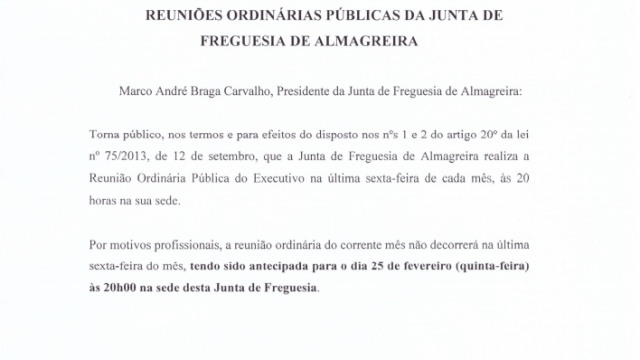 REUNIÕES ORDINÁRIAS PÚBLICAS DA JUNTA DE
FREGUESIA DE ALMAGREIRA
Marco André Braga Carvalho, Presidente da Junta de Freguesia de Almagreira:
Torna público, nos termos e para efeitos do disposto nos nºs 1 e 2 do artigo 20º da lei
nº 75/2013, de 12 de setembro, que a Junta de Freguesia de Almagreira realiza a
Reunião Ordinária Pública do Executivo na última sexta-feira de cada mês, ás 20
horas na sua sede.
Por motivos profissionais, a reunião ordinária do corrente mês não decorrerá na última
sexta-feira do mês, tendo sido antecipada para o dia 25 de fevereiro (quinta-feira)
às 20h00 na sede desta Junta de Freguesia.